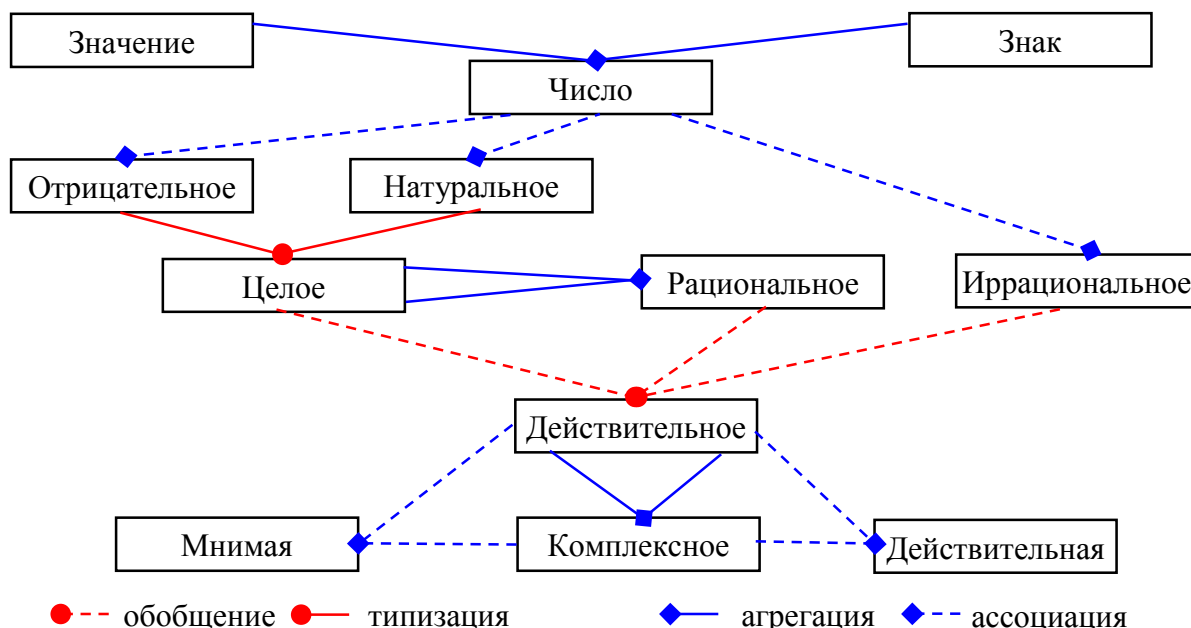 Значение
Знак
Число
Отрицательное
Натуральное
Целое
Рациональное
Иррациональное
Действительное
Мнимая
Комплексное
Действительная
обобщение
типизация
агрегация
ассоциация